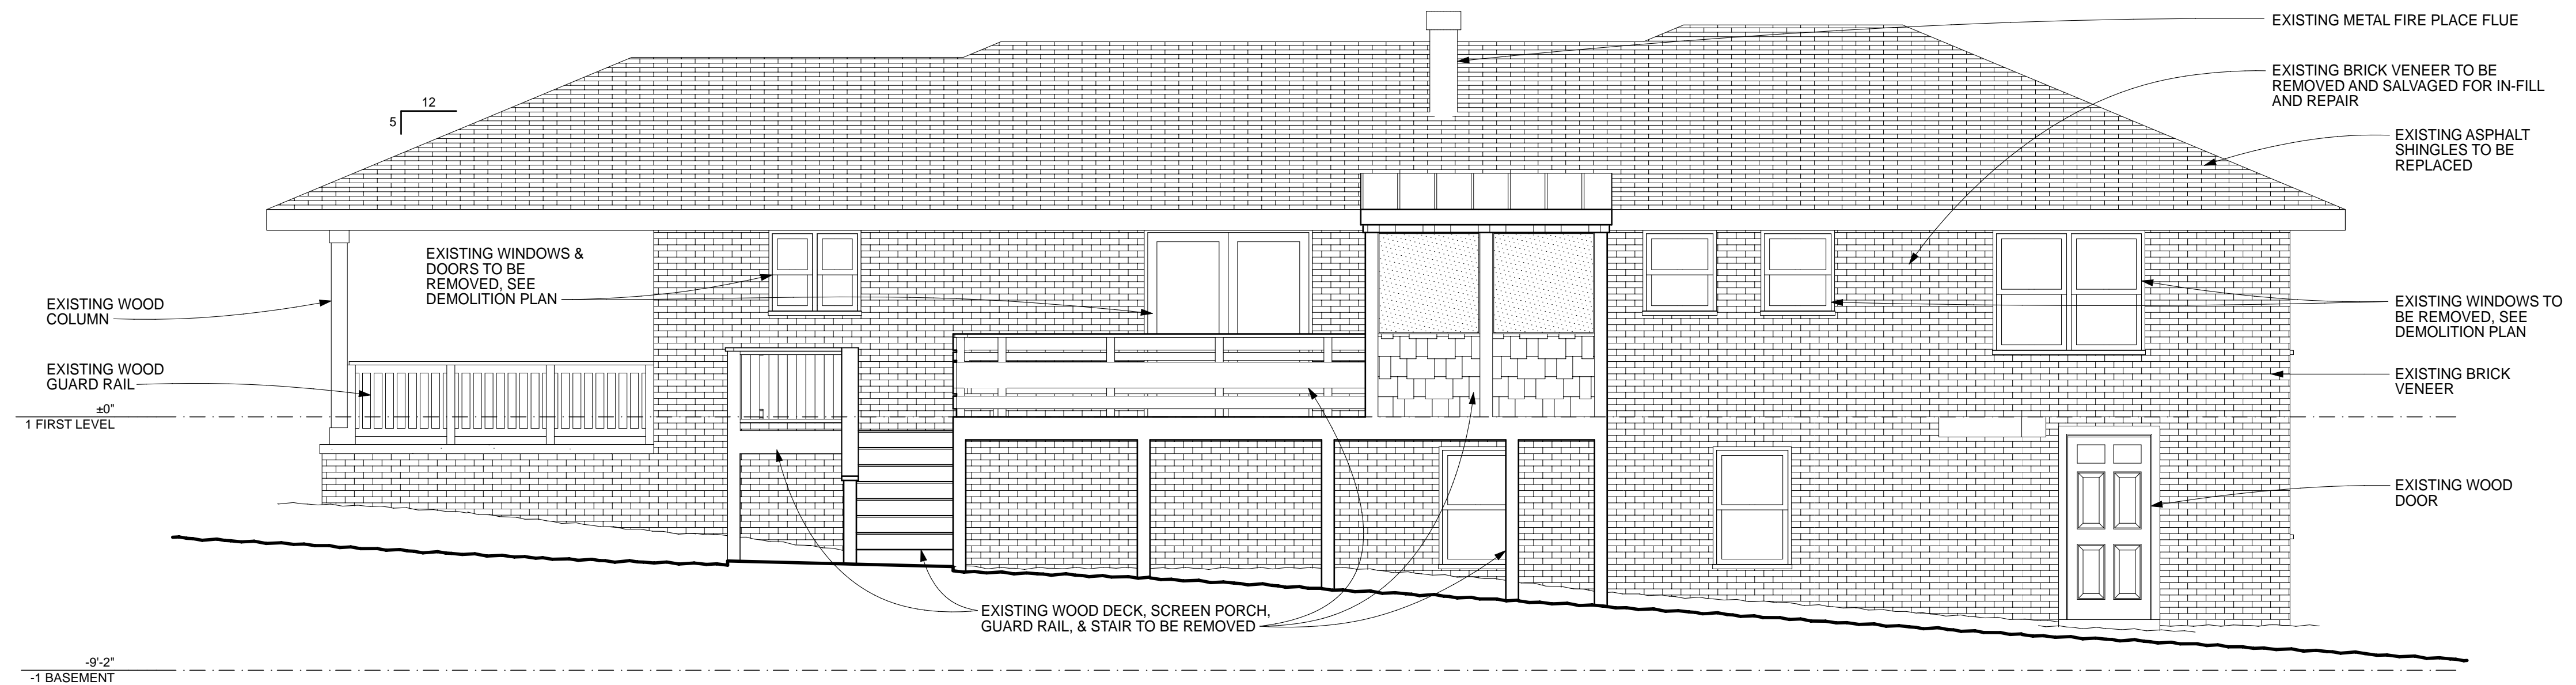 EXISTING METAL FIRE PLACE FLUE
EXISTING BRICK VENEER TO BE
REMOVED AND SALVAGED FOR IN-FILL
AND REPAIR
12
5
EXISTING ASPHALT
SHINGLES TO BE
REPLACED
EXISTING WINDOWS &
DOORS TO BE
REMOVED, SEE
DEMOLITION PLAN
EXISTING WOOD
COLUMN
EXISTING WINDOWS TO
BE REMOVED, SEE
DEMOLITION PLAN
EXISTING WOOD
GUARD RAIL
EXISTING BRICK
VENEER
±0"
1 FIRST LEVEL
EXISTING WOOD
DOOR
EXISTING WOOD DECK, SCREEN PORCH,
GUARD RAIL, & STAIR TO BE REMOVED
-9'-2"
-1 BASEMENT